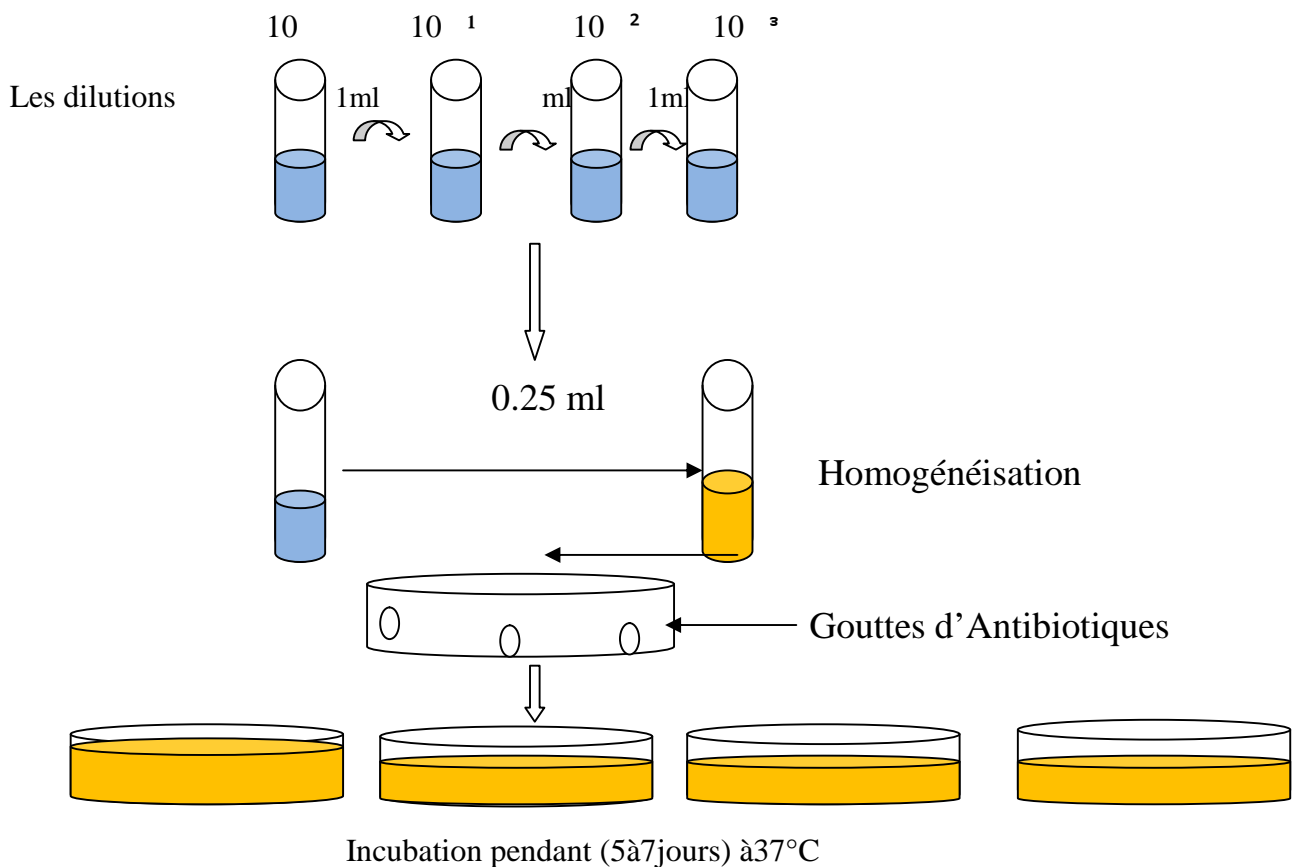 10 10 ¹ 10 ² 10 ³
Les dilutions 1ml ml 1ml
0.25 ml
Homogénéisation
Gouttes d’Antibiotiques
Incubation pendant (5à7jours) à37°C